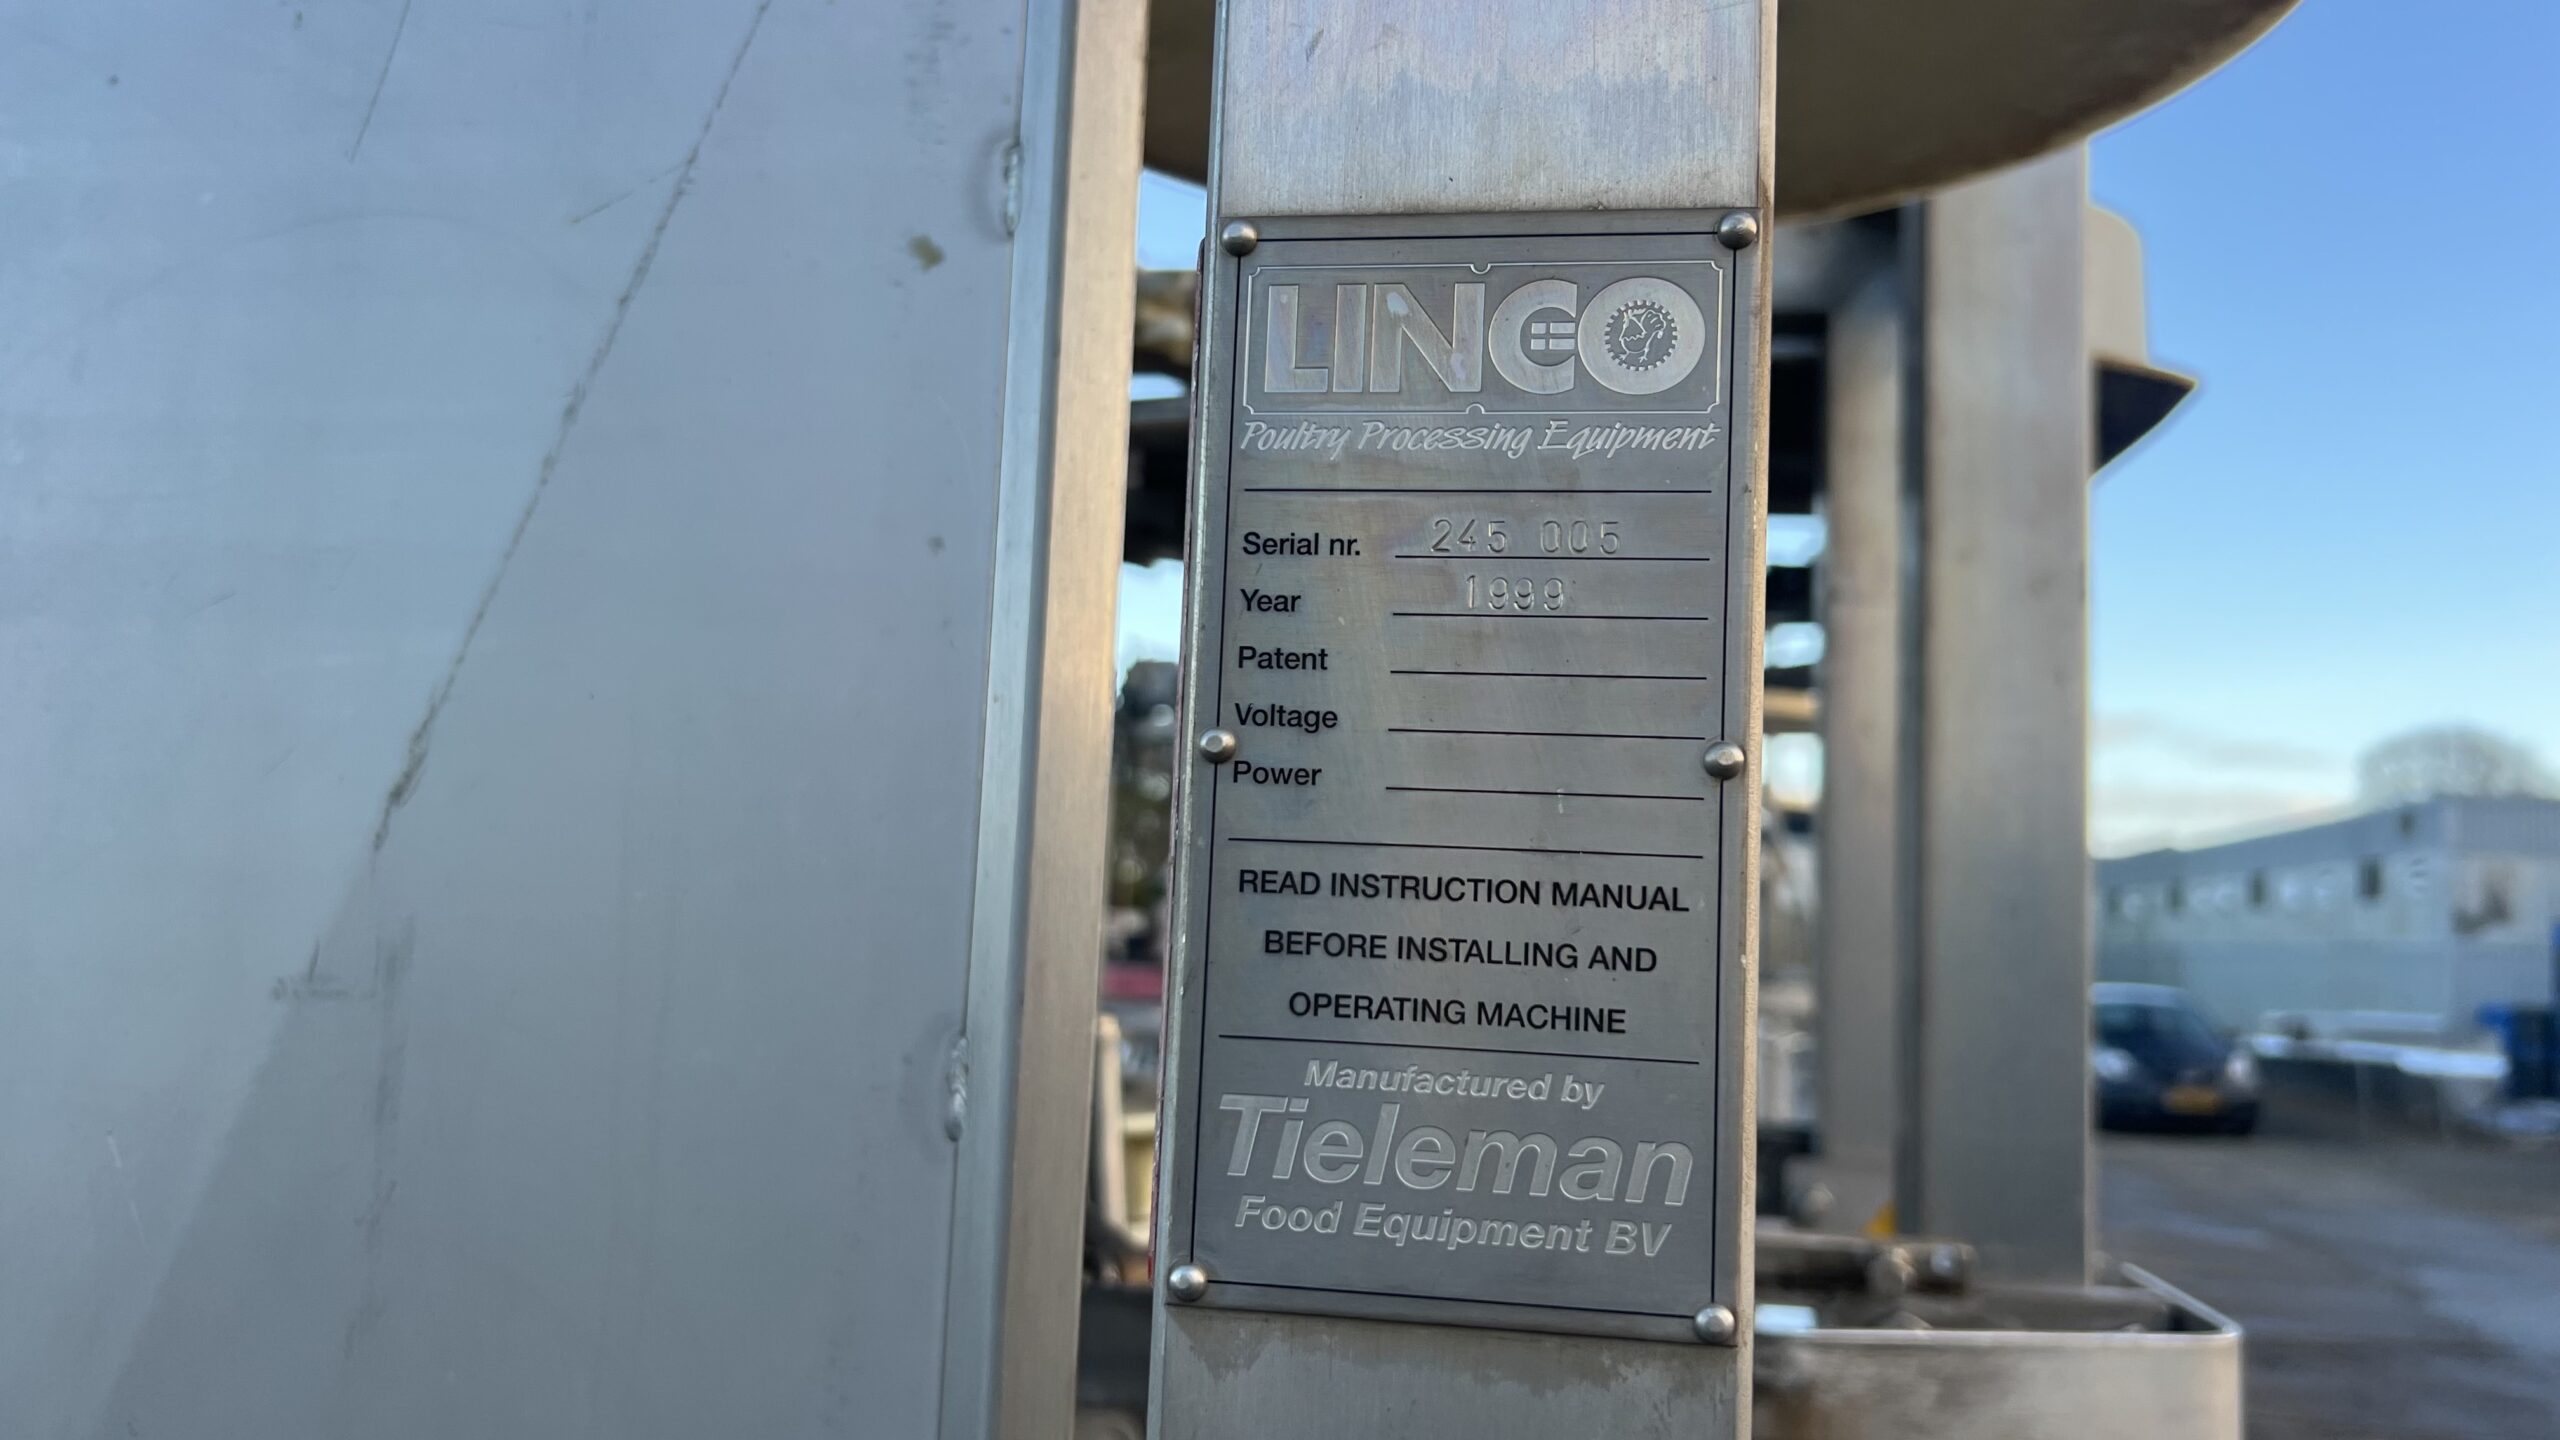 LINCO
Poultry Processing Equipment
Serial nr. 245 005
Year 1999
Patent
Voltage
Power
READ INSTRUCTION MANUAL
BEFORE INSTALLING AND
OPERATING MACHINE
Manufactured by
Tieleman
Food Equipment BV